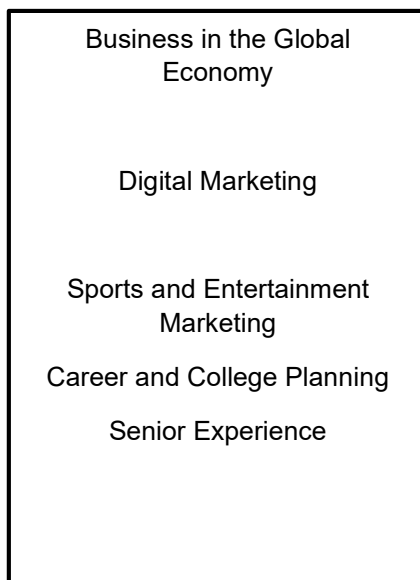 Business in the Global
Economy
Digital Marketing
Sports and Entertainment
Marketing
Career and College Planning
Senior Experience